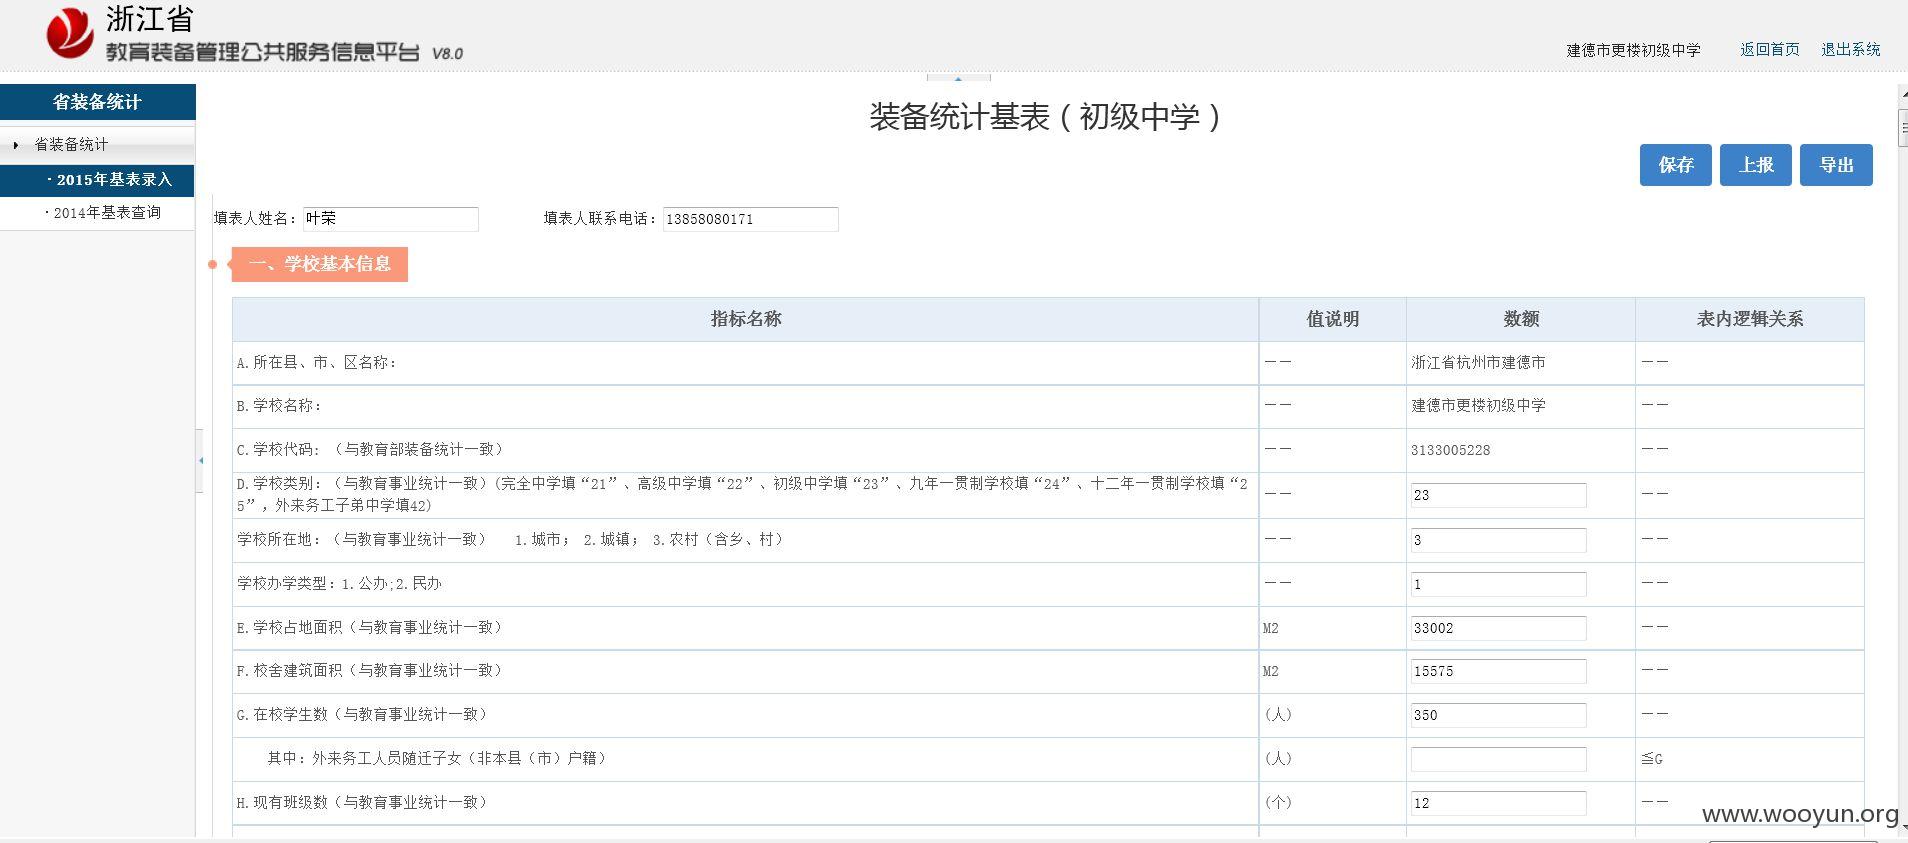 浙江省
教育装备管理公共服务信息平台 V8.0
建德市更楼初级中学 返回首页 退出系统
省装备统计
省装备统计
·2015年基表录入
·2014年基表查询
装备统计基表（初级中学）
保存 上报 导出
填表人姓名：叶荣 填表人联系电话：13858080171
一、学校基本信息
指标名称 值说明 数额 表内逻辑关系
A.所在县、市、区名称： —— 浙江省杭州市建德市 ——
B.学校名称： —— 建德市更楼初级中学 ——
C.学校代码：（与教育部装备统计一致） —— 3133005228 ——
D.学校类别：（与教育事业统计一致）(完全中学填“21”、高级中学填“22”、初级中学填“23”、九年一贯制学校填“24”、十二年一贯制学校填“2
5”，外来务工子弟中学填42) —— 23 ——
学校所在地：（与教育事业统计一致） 1.城市； 2.城镇； 3.农村（含乡、村） —— 3 ——
学校办学类型：1.公办;2.民办 —— 1 ——
E.学校占地面积（与教育事业统计一致） M2 33002 ——
F.校舍建筑面积（与教育事业统计一致） M2 15575 ——
G.在校学生数（与教育事业统计一致） (人) 350 ——
其中：外来务工人员随迁子女（非本县（市）户籍） (人) ≦G
H.现有班级数（与教育事业统计一致） (个) 12 ——
www.wooyun.org